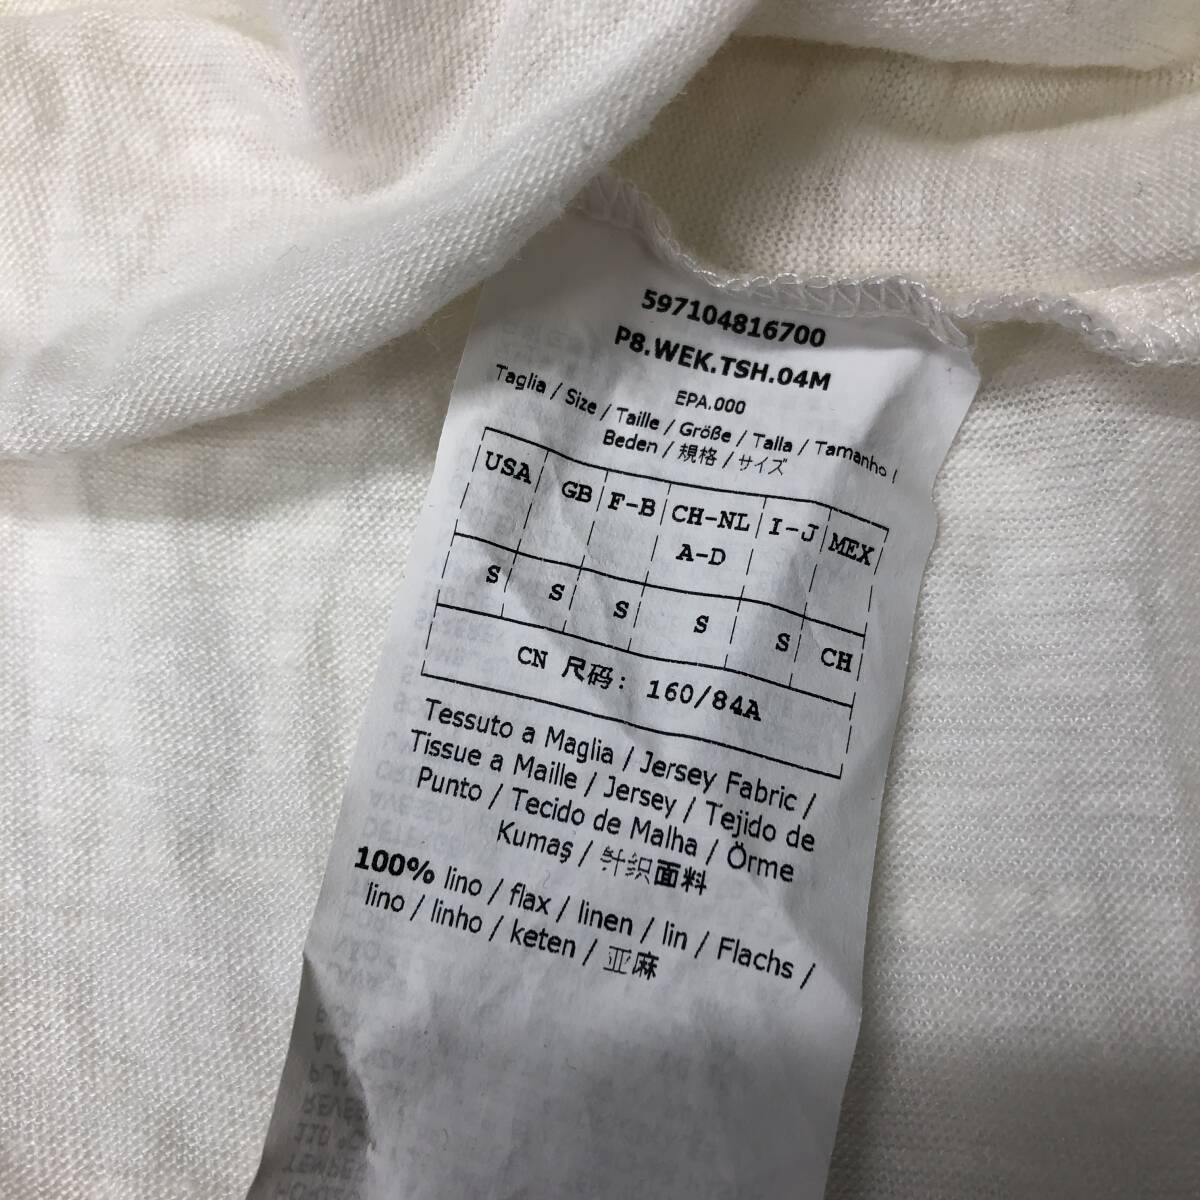 597104816700
P8.WEK.TSH.04M
EPA.000
Taglia / Size / Taille / Größe / Talla / Tamanho /
Beden / 規格 / サイズ
USA GB F-B CH-NL I-J MEX
A-D
S S S S S CH
CN 尺码: 160/84A
Tessuto a Maglia / Jersey Fabric /
Tissue a Maille / Jersey / Tejido de
Punto / Tecido de Malha / Örme
Kumaş / 针织面料
100% lino / flax / linen / lin / Flachs /
lino / linho / keten / 亚麻